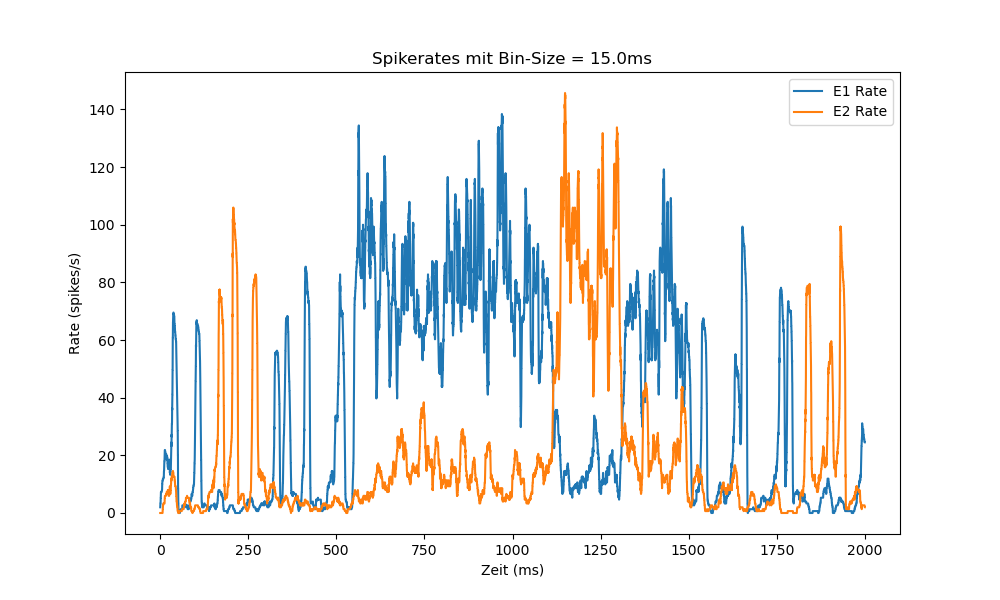 Spikerates mit Bin-Size = 15.0ms
E1 Rate
E2 Rate
140
120
100
80
60
40
20
0
Rate (spikes/s)
0 250 500 750 1000 1250 1500 1750 2000
Zeit (ms)